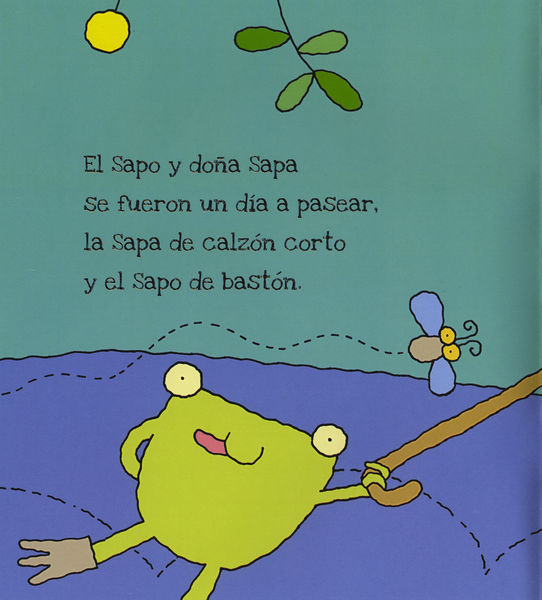 El Sapo y doña Sapa
se fueron un día a pasear,
la Sapa de calzón corto
y el Sapo de bastón.